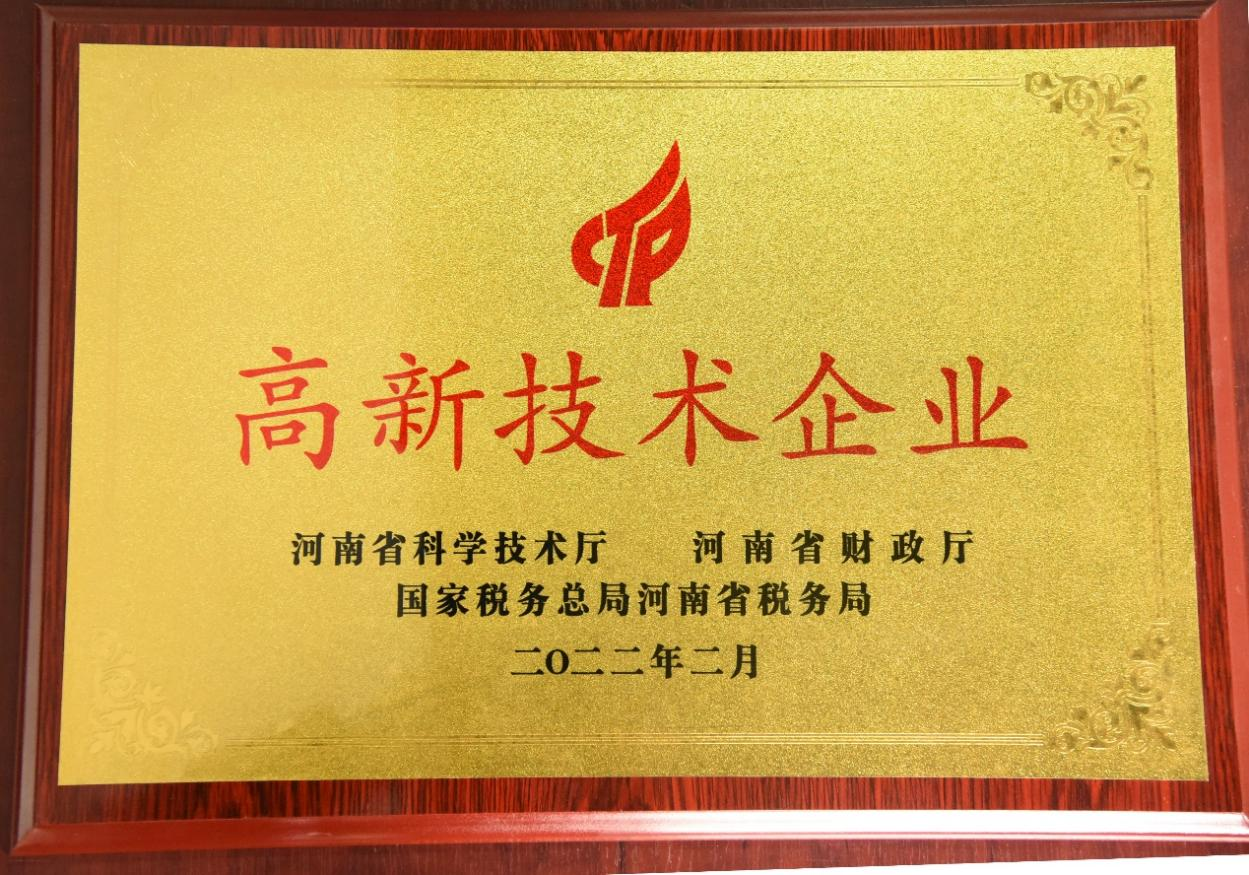 CTP
高新技术企业
河南省科学技术厅 河南省财政厅
国家税务总局河南省税务局
二O二二年二月